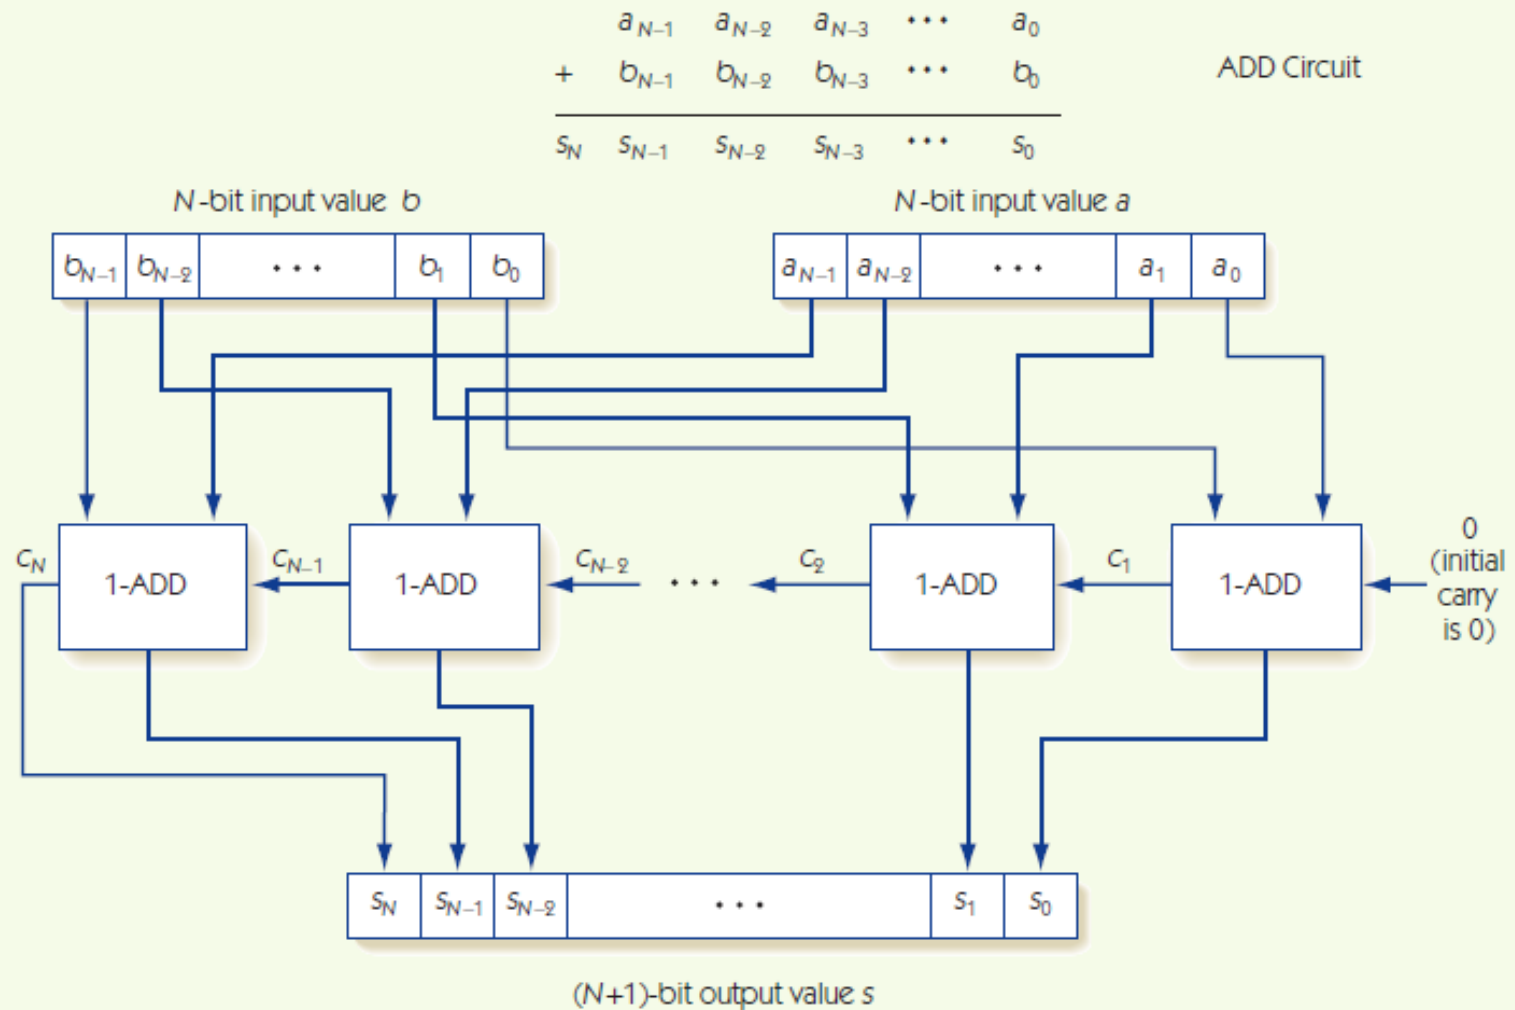 a_{N–1} a_{N–2} a_{N–3} ••• a_0
+ b_{N–1} b_{N–2} b_{N–3} ••• b_0
ADD Circuit
s_N s_{N–1} s_{N–2} s_{N–3} ••• s_0
N-bit input value b
N-bit input value a
b_{N–1} b_{N–2} ••• b_1 b_0
a_{N–1} a_{N–2} ••• a_1 a_0
c_N
1-ADD
c_{N–1}
1-ADD
c_{N–2}
•••
c_2
1-ADD
c_1
1-ADD
0
(initial
carry
is 0)
s_N s_{N–1} s_{N–2} ••• s_1 s_0
(N+1)-bit output value s